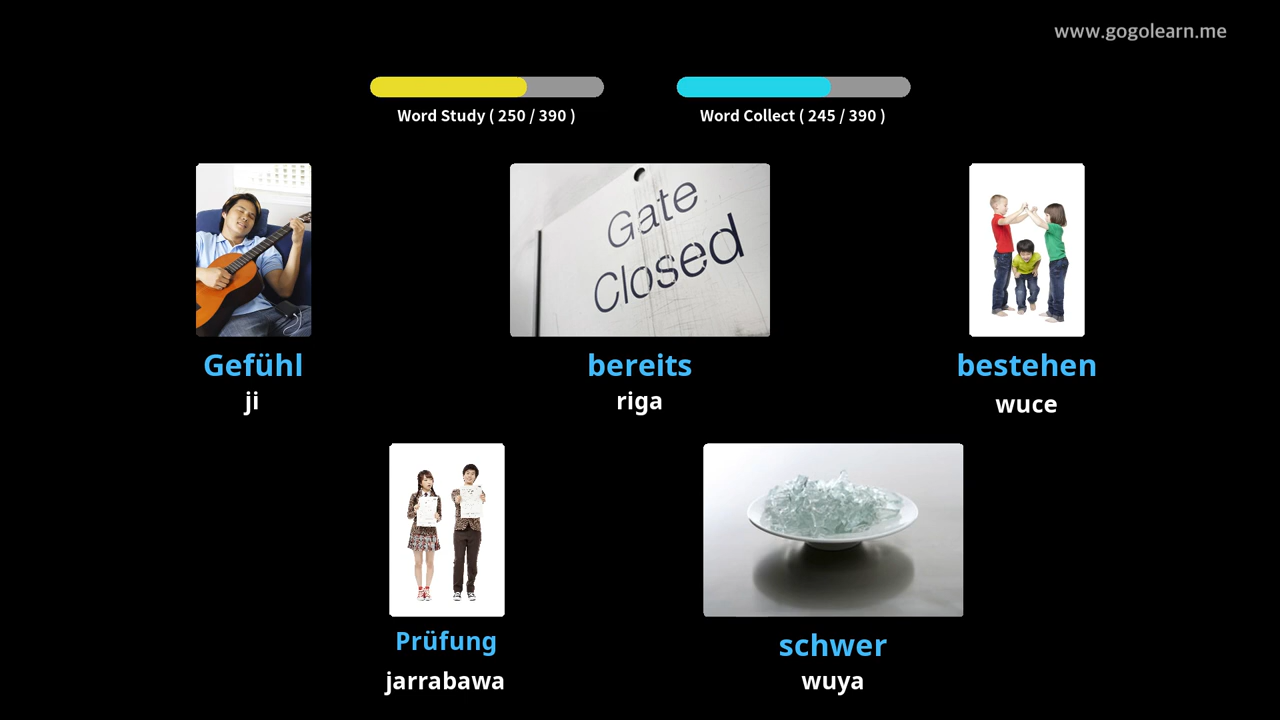 www.gogolearn.me
Word Study ( 250 / 390 )
Word Collect ( 245 / 390 )
Gate
Closed
Gefühl
ji
bereits
riga
bestehen
wuce
Prüfung
jarrabawa
schwer
wuya